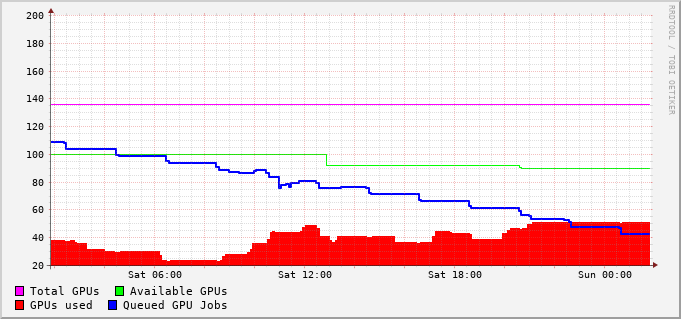 RRDTOOL / TOBI OETIKER
200
180
160
140
120
100
80
60
40
20
Sat 06:00 Sat 12:00 Sat 18:00 Sun 00:00
Total GPUs Available GPUs
GPUs used Queued GPU Jobs